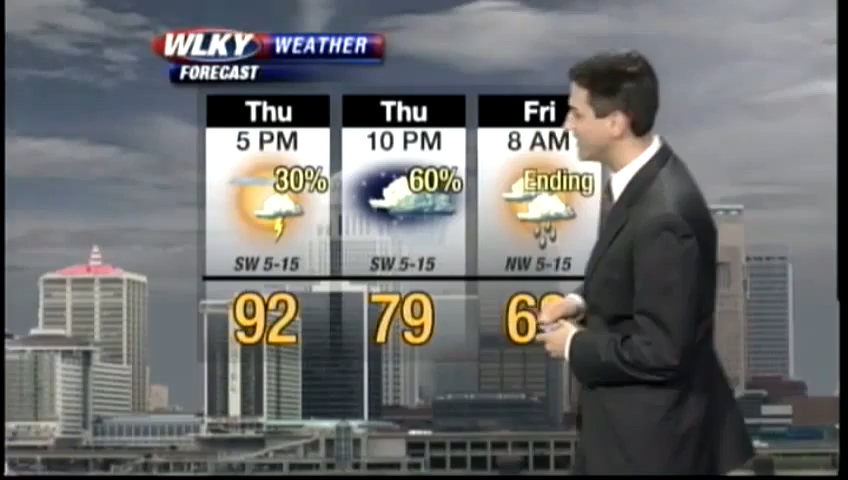 WLKY WEATHER
FORECAST
Thu Thu Fri
5 PM 10 PM 8 AM
30% 60% Ending
SW 5-15 SW 5-15 NW 5-15
92 79